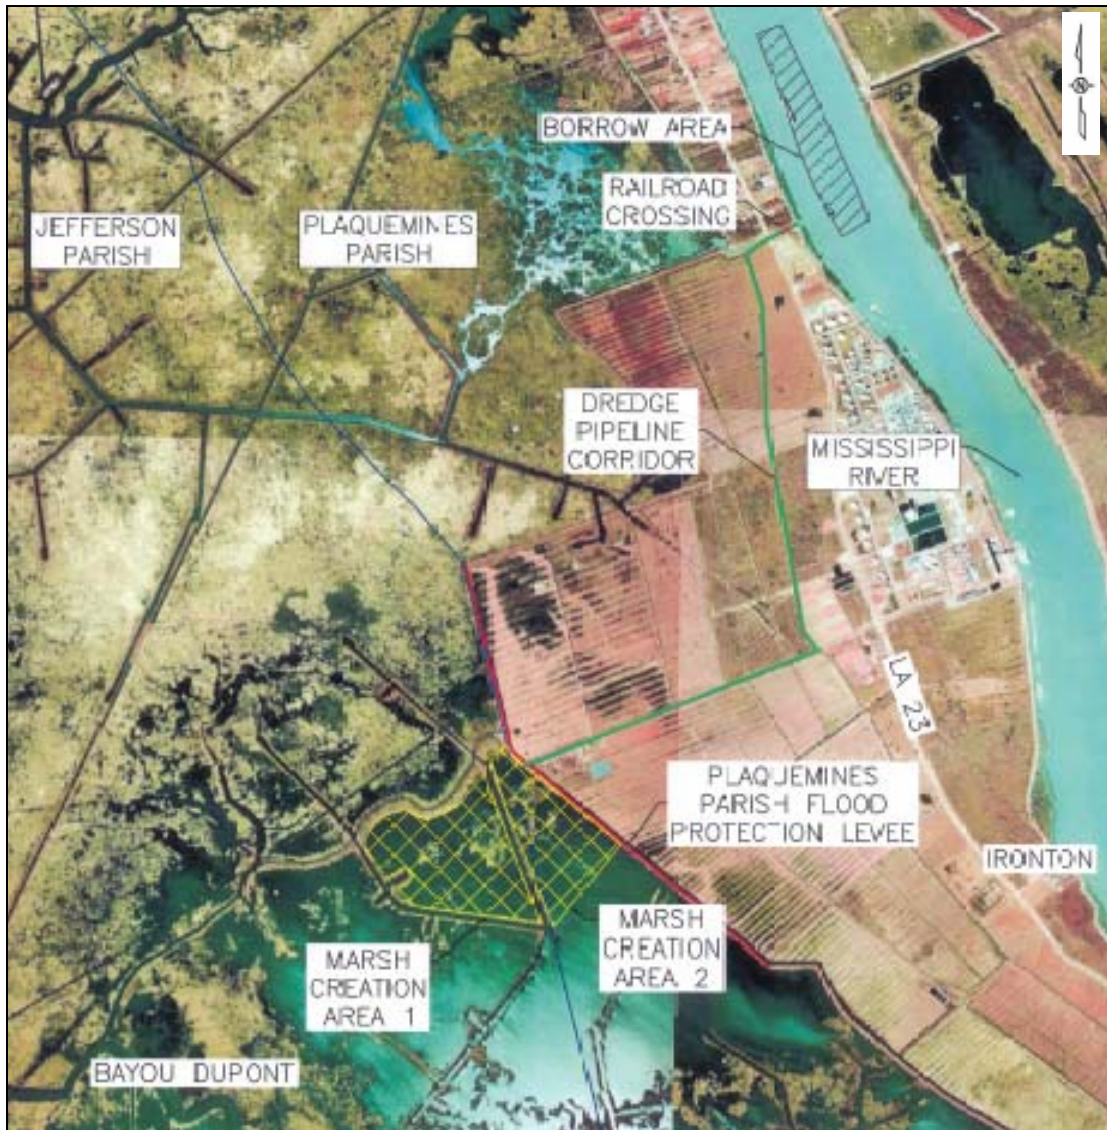 BORROW AREA
RAILROAD
CROSSING
JEFFERSON
PARISH
PLAQUEMINES
PARISH
DREDGE
PIPELINE
CORRIDOR
MISSISSIPPI
RIVER
LA 23
PLAQUEMINES
PARISH FLOOD
PROTECTION LEVEE
IRONTON
MARSH
CREATION
AREA 2
MARSH
CREATION
AREA 1
BAYOU DUPONT